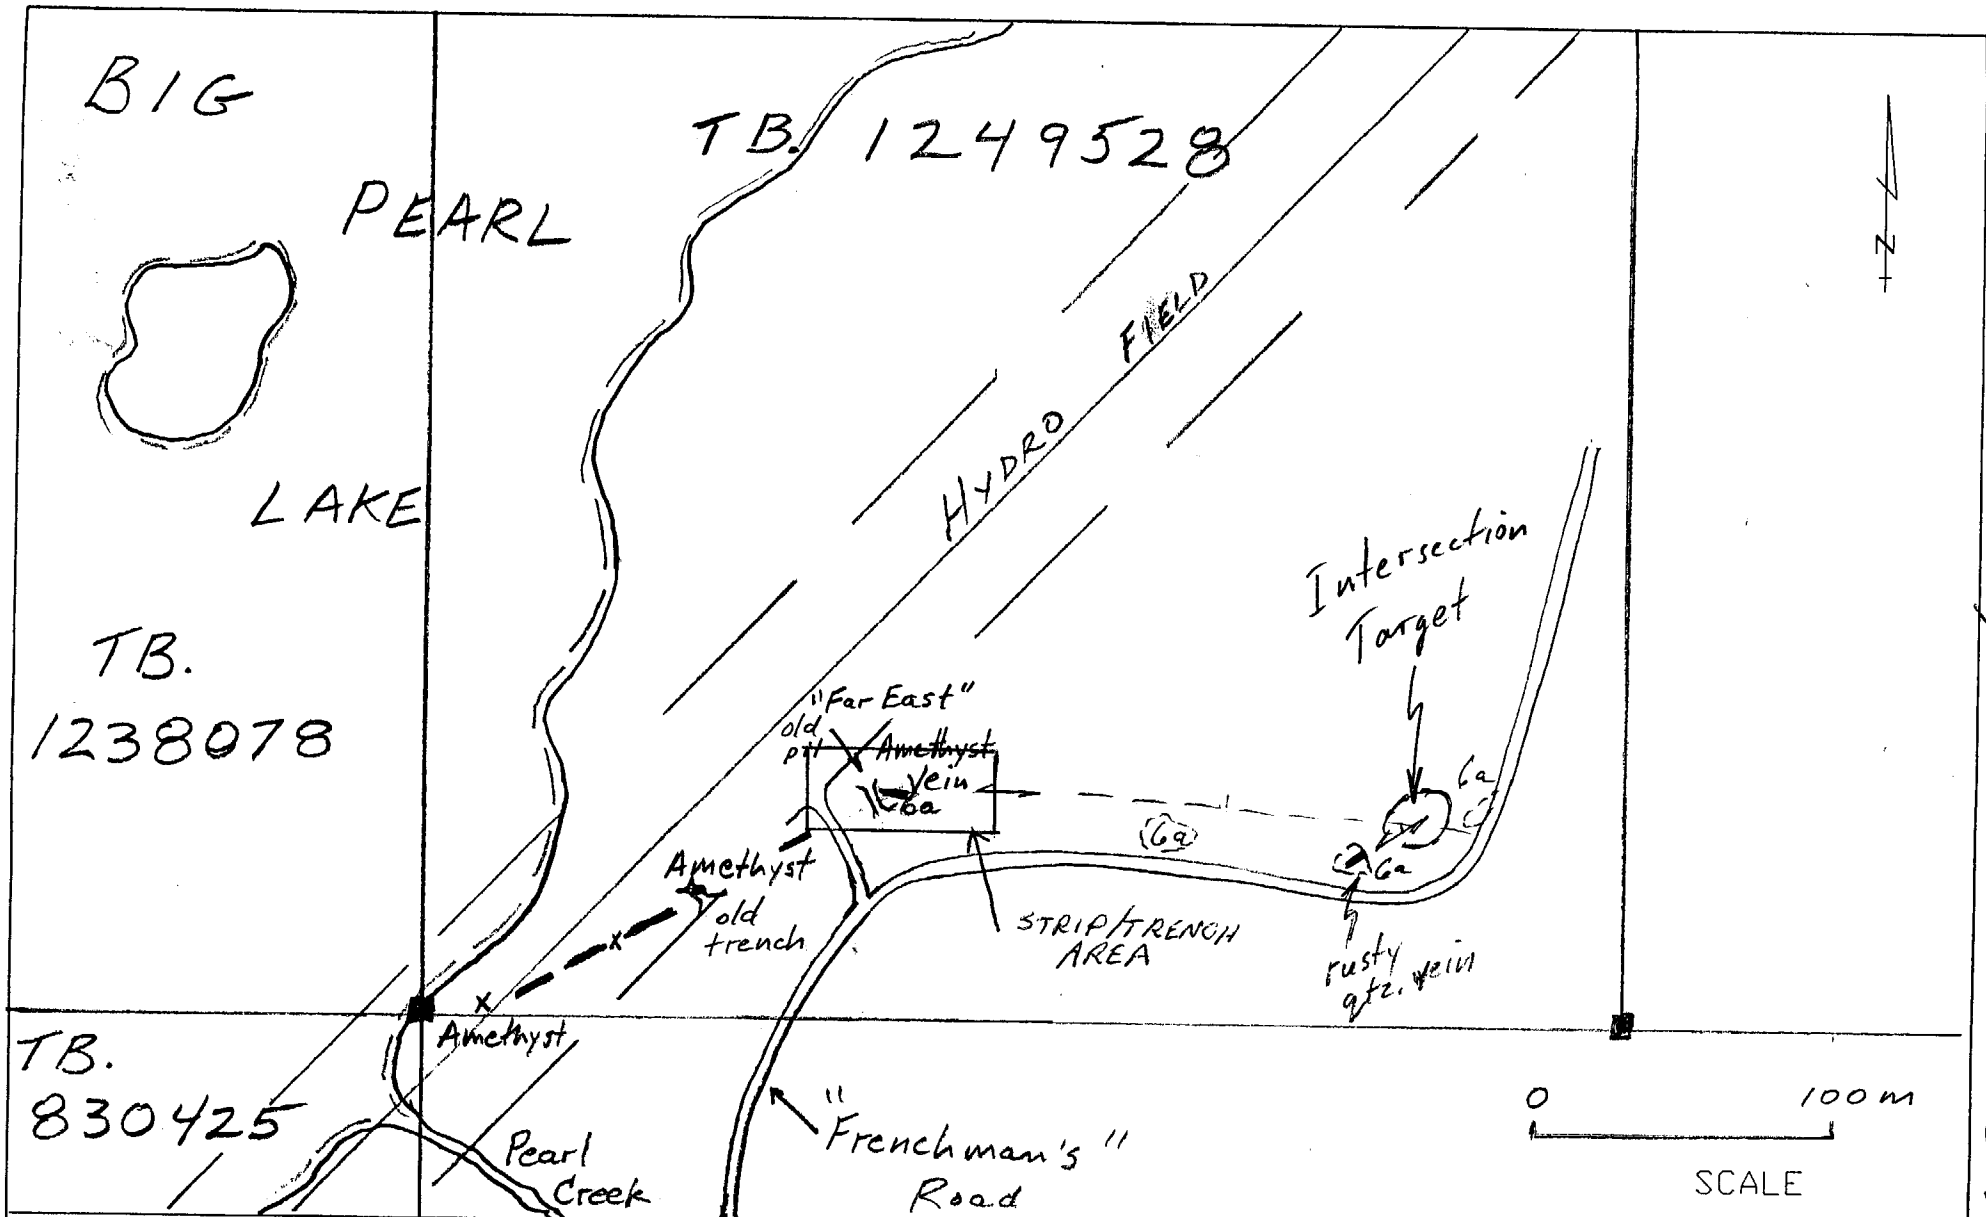 BIG
PEARL
LAKE
TB. 1249528
N
HYDRO FIELD
Intersection
Target
TB.
1238078
"Far East"
old
pit
Amethyst
Vein
6a
6a
6a
6a
Amethyst
old
trench
STRIP/TRENCH
AREA
rusty
qtz. vein
x
x
Amethyst
TB.
830425
Pearl
Creek
"Frenchman's"
Road
0 100 m
SCALE